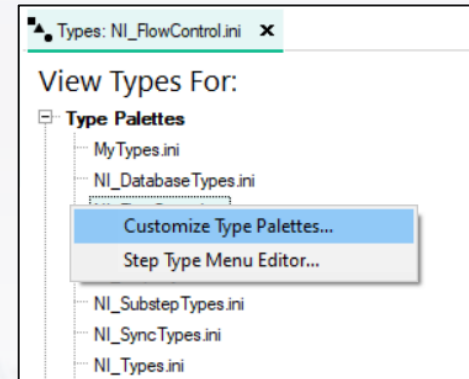 Types: NI_FlowControl.ini
View Types For:
Type Palettes
MyTypes.ini
NI_DatabaseTypes.ini
Customize Type Palettes...
Step Type Menu Editor...
NI_SubstepTypes.ini
NI_SyncTypes.ini
NI_Types.ini